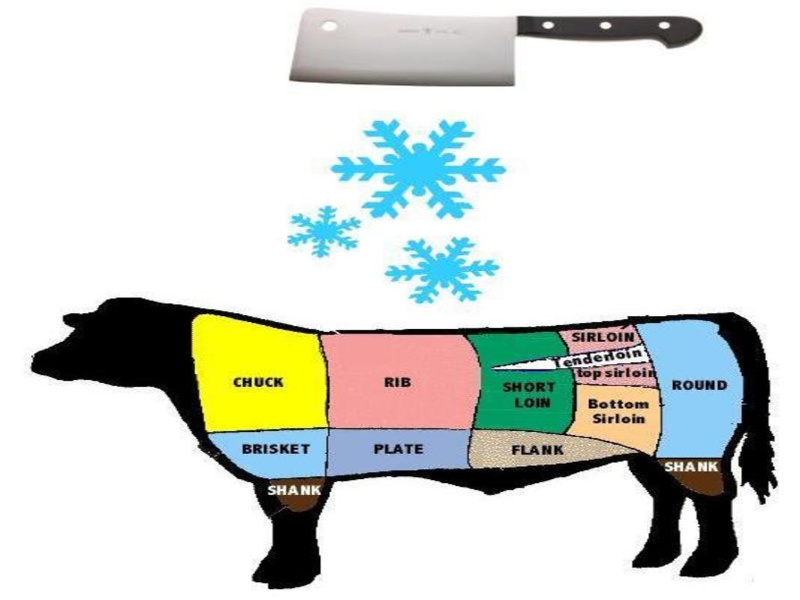 SIRLOIN
Tenderloin
CHUCK
RIB
SHORT
LOIN
top sirloin
ROUND
Bottom
Sirloin
BRISKET
PLATE
FLANK
SHANK
SHANK